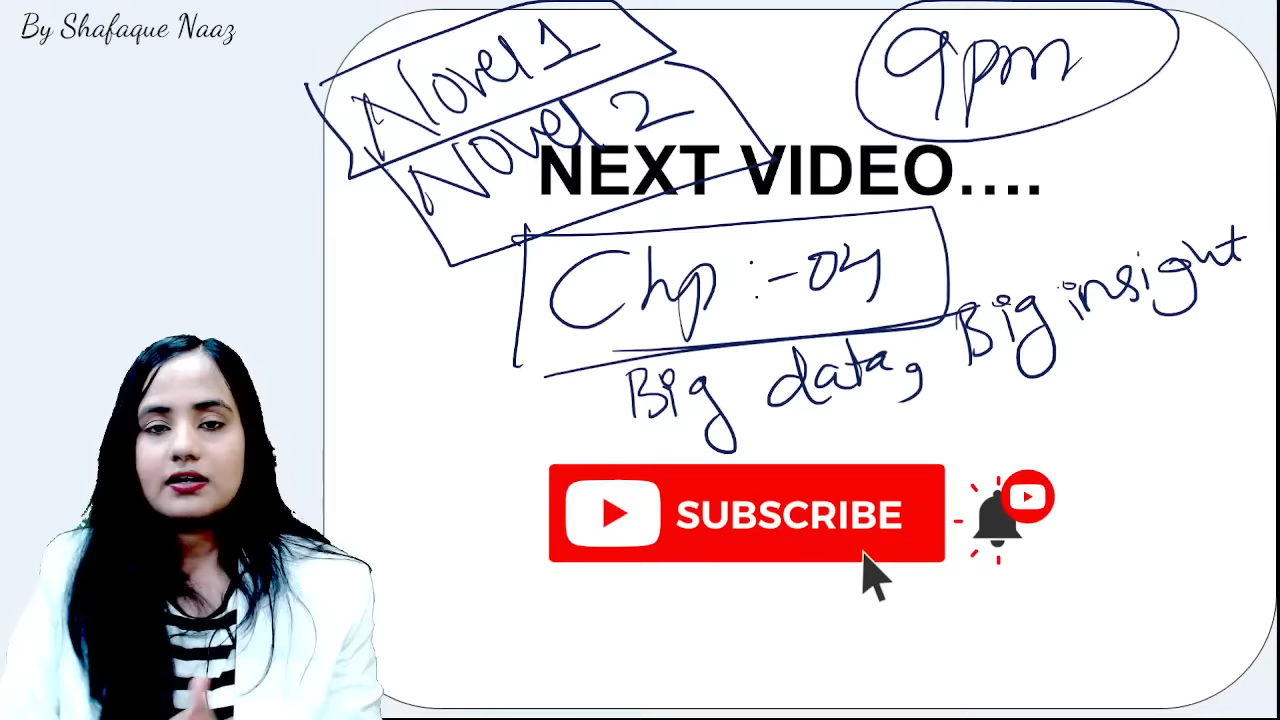 By Shafaque Naaz
Novel 1
9pm
Novel 2
NEXT VIDEO....
Chp :- 04
Big data, Big insight
SUBSCRIBE